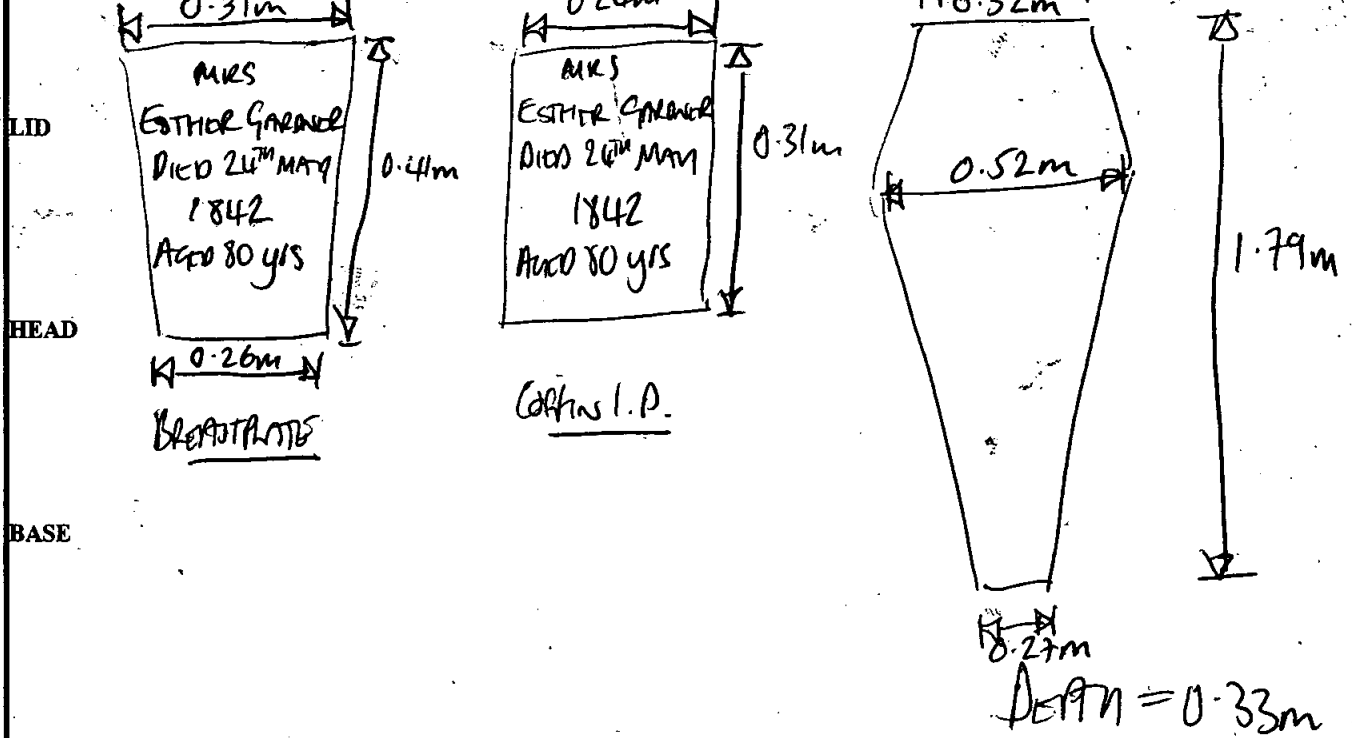 0.31m
MRS
ESTHER GARDNER
DIED 24TH MAY
1842
AGED 80 yrs
0.41m
0.26m
BREASTPLATE
MRS
ESTHER GARDNER
DIED 24TH MAY
1842
AGED 80 yrs
0.31m
COFFINS I.D.
0.32m
0.52m
1.79m
0.27m
DEPTH = 0.33m
LID
HEAD
BASE